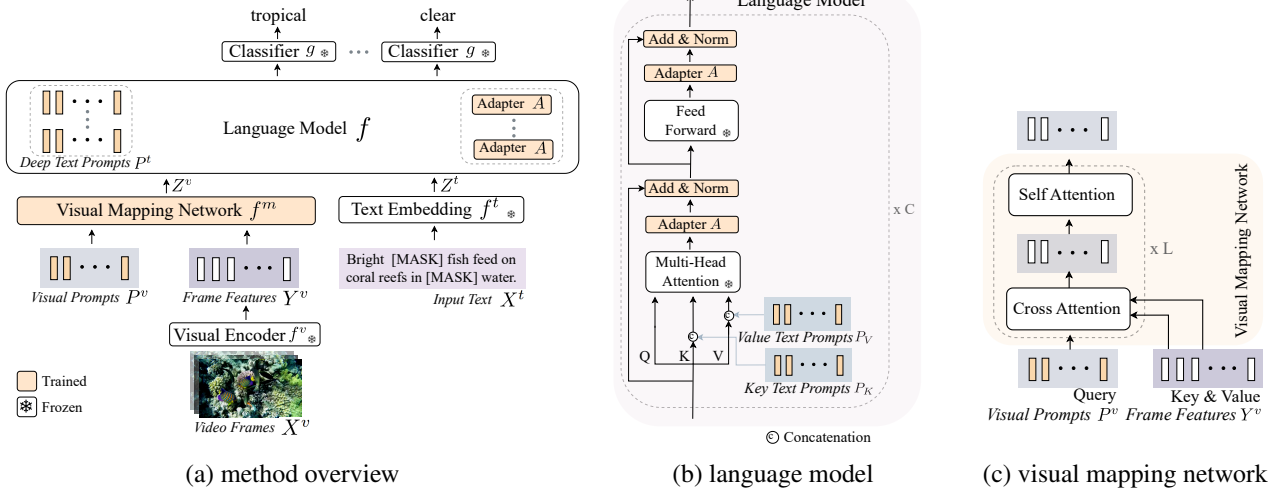 tropical
clear
Classifier g
Classifier g
Language Model f
Adapter A
Adapter A
Deep Text Prompts P^t
Z^v
Z^t
Visual Mapping Network f^m
Text Embedding f^t
Bright [MASK] fish feed on
coral reefs in [MASK] water.
Input Text X^t
Visual Prompts P^v
Frame Features Y^v
Visual Encoder f^v
Trained
Frozen
Video Frames X^v
(a) method overview
Language Model
Add & Norm
Adapter A
Feed
Forward
Add & Norm
x C
Adapter A
Multi-Head
Attention
c
Value Text Prompts P_V
c
Q K V
Key Text Prompts P_K
c Concatenation
(b) language model
Self Attention
x L
Visual Mapping Network
Cross Attention
Query
Key & Value
Visual Prompts P^v
Frame Features Y^v
(c) visual mapping network